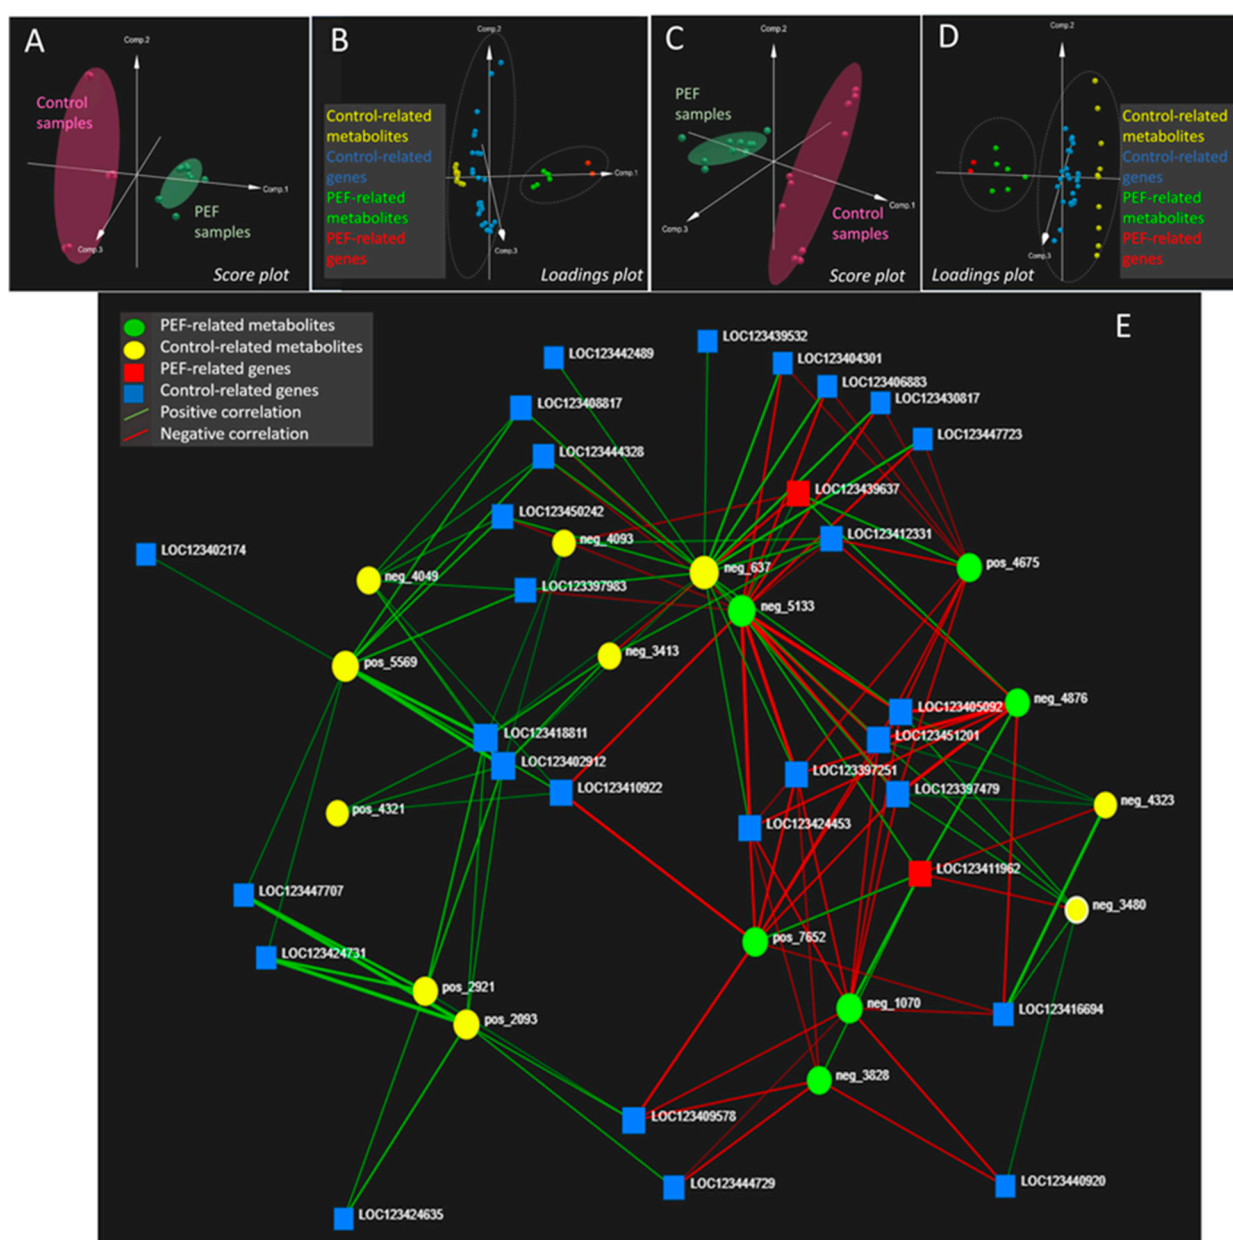 A
Comp.2
Control
samples
Comp.1
PEF
samples
Comp.3
Score plot
B
Comp.2
Control-related
metabolites
Control-related
genes
PEF-related
metabolites
PEF-related
genes
Comp.1
Comp.3
Loadings plot
C
Comp.2
PEF
samples
Comp.1
Control
samples
Comp.3
Score plot
D
Comp.2
Control-related
metabolites
Control-related
genes
PEF-related
metabolites
PEF-related
genes
Comp.3
Loadings plot
E
PEF-related metabolites
Control-related metabolites
PEF-related genes
Control-related genes
Positive correlation
Negative correlation
LOC123439532
LOC123442489
LOC123404301
LOC123406883
LOC123430817
LOC123408817
LOC123447723
LOC123444328
LOC123439637
LOC123450242
LOC123412331
neg_4093
LOC123402174
neg_637
pos_4675
neg_4049
LOC123397983
neg_5133
neg_3413
pos_5569
neg_4876
LOC123405092
LOC123418811
LOC123451201
LOC123402912
LOC123397251
LOC123410922
LOC123397479
neg_4323
pos_4321
LOC123424453
LOC123411962
LOC123447707
neg_3480
pos_7652
LOC123424731
pos_2921
neg_1070
LOC123416694
pos_2093
neg_3828
LOC123409578
LOC123444729
LOC123440920
LOC123424635